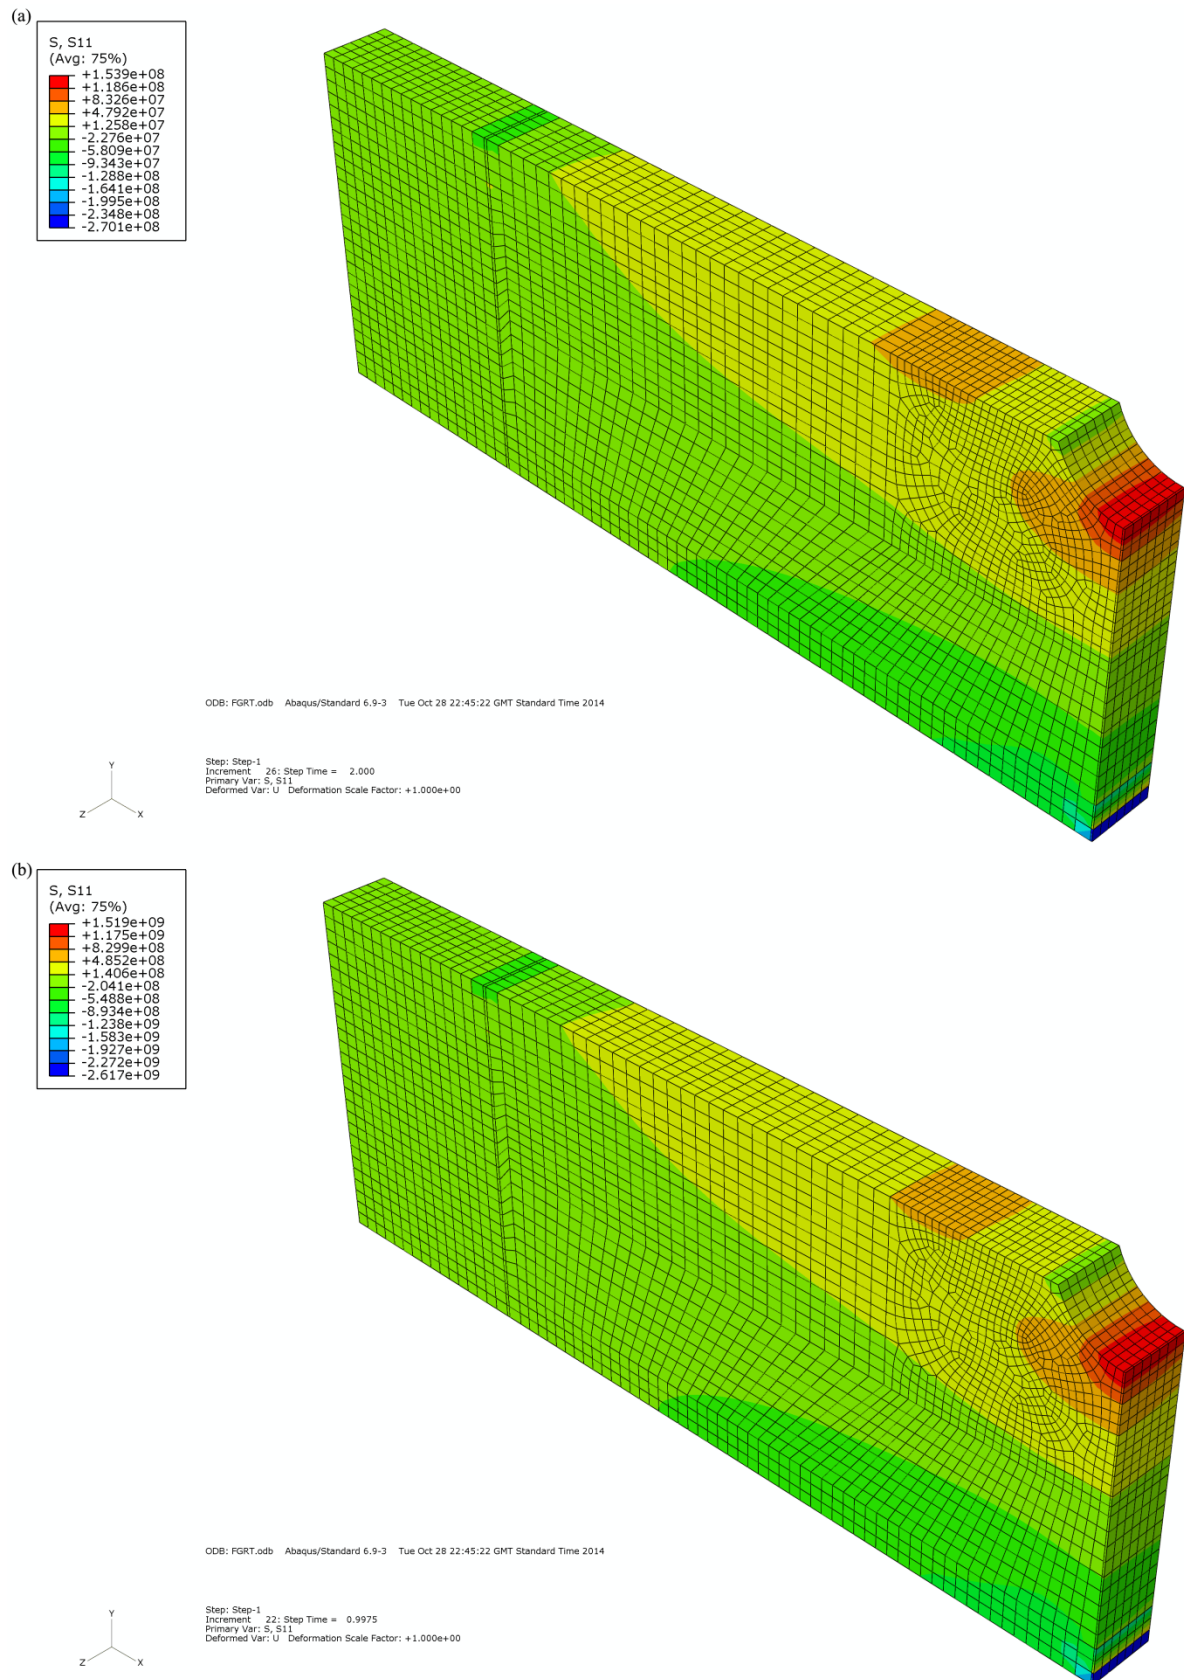 (a)
S, S11
(Avg: 75%)
+1.539e+08
+1.186e+08
+8.326e+07
+4.792e+07
+1.258e+07
-2.276e+07
-5.809e+07
-9.343e+07
-1.288e+08
-1.641e+08
-1.995e+08
-2.348e+08
-2.701e+08
ODB: FGRT.odb Abaqus/Standard 6.9-3 Tue Oct 28 22:45:22 GMT Standard Time 2014
Step: Step-1
Increment 26: Step Time = 2.000
Primary Var: S, S11
Deformed Var: U Deformation Scale Factor: +1.000e+00
Y
Z X
(b)
S, S11
(Avg: 75%)
+1.519e+09
+1.175e+09
+8.299e+08
+4.852e+08
+1.406e+08
-2.041e+08
-5.488e+08
-8.934e+08
-1.238e+09
-1.583e+09
-1.927e+09
-2.272e+09
-2.617e+09
ODB: FGRT.odb Abaqus/Standard 6.9-3 Tue Oct 28 22:45:22 GMT Standard Time 2014
Step: Step-1
Increment 22: Step Time = 0.9975
Primary Var: S, S11
Deformed Var: U Deformation Scale Factor: +1.000e+00
Y
Z X